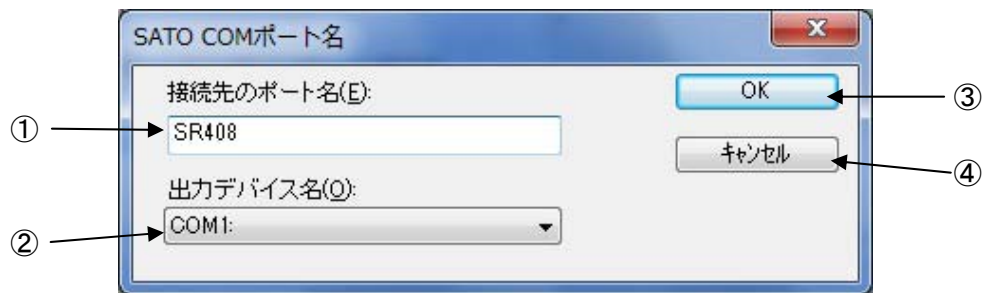 SATO COMポート名
接続先のポート名(E):
OK
③
①
SR408
キャンセル
④
出力デバイス名(O):
②
COM1: